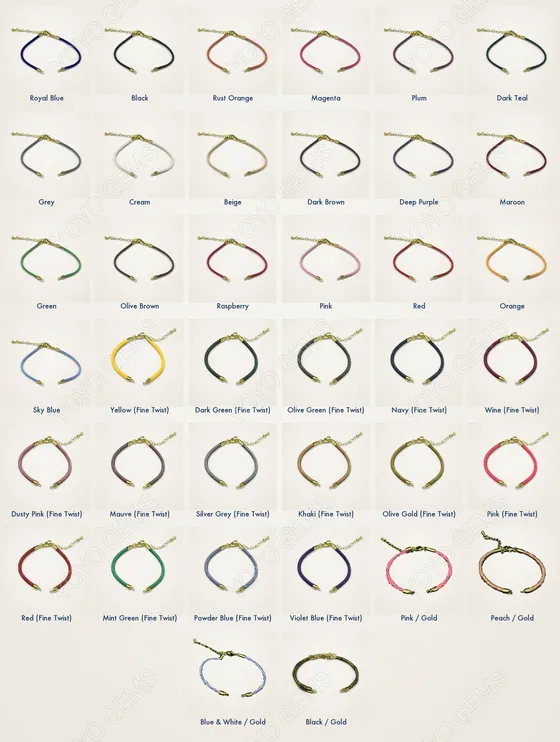 Royal Blue
Black
Rust Orange
Magenta
Plum
Dark Teal
Grey
Cream
Beige
Dark Brown
Deep Purple
Maroon
Green
Olive Brown
Raspberry
Pink
Red
Orange
Sky Blue
Yellow (Fine Twist)
Dark Green (Fine Twist)
Olive Green (Fine Twist)
Navy (Fine Twist)
Wine (Fine Twist)
Dusty Pink (Fine Twist)
Mauve (Fine Twist)
Silver Grey (Fine Twist)
Khaki (Fine Twist)
Olive Gold (Fine Twist)
Pink (Fine Twist)
Red (Fine Twist)
Mint Green (Fine Twist)
Powder Blue (Fine Twist)
Violet Blue (Fine Twist)
Pink / Gold
Peach / Gold
Blue & White / Gold
Black / Gold
YOYO GEMS